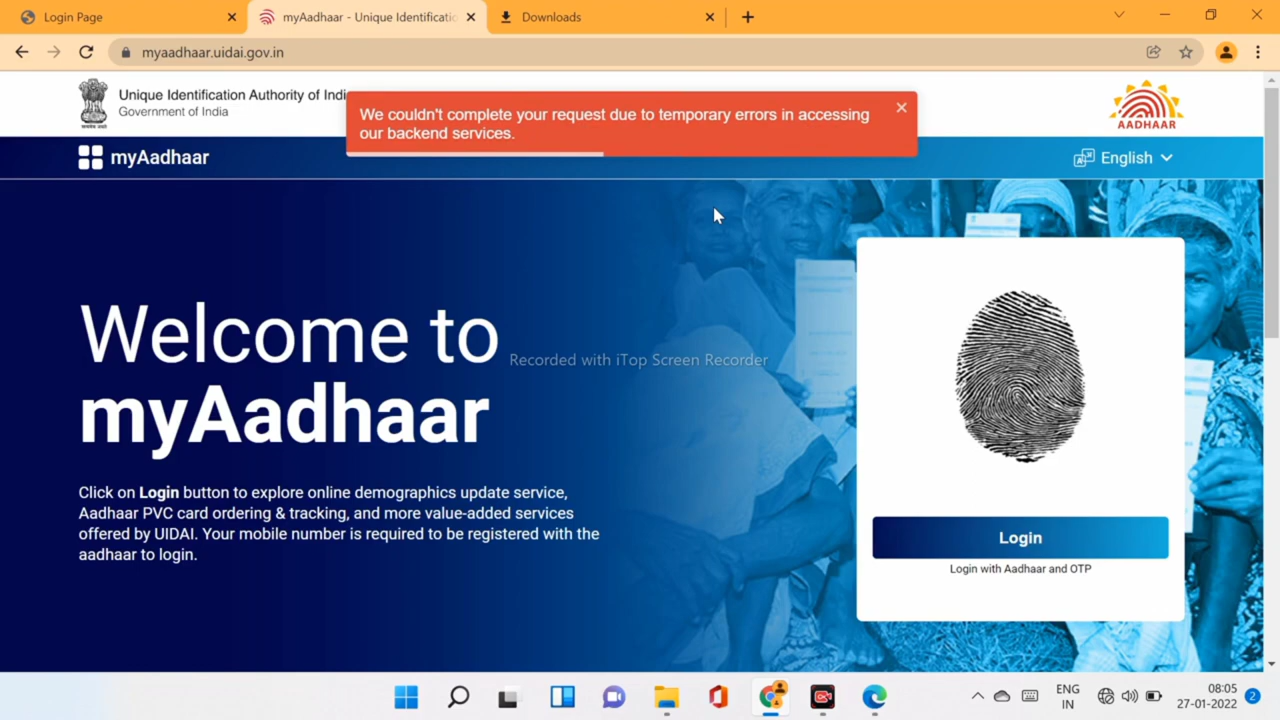 Login Page
myAadhaar - Unique Identificatic
Downloads
myaadhaar.uidai.gov.in
Unique Identification Authority of Indi
Government of India
We couldn't complete your request due to temporary errors in accessing
our backend services.
AADHAAR
myAadhaar
English
Welcome to
myAadhaar
Recorded with iTop Screen Recorder
Click on Login button to explore online demographics update service,
Aadhaar PVC card ordering & tracking, and more value-added services
offered by UIDAI. Your mobile number is required to be registered with the
aadhaar to login.
Login
Login with Aadhaar and OTP
ENG
IN
08:05
27-01-2022
2